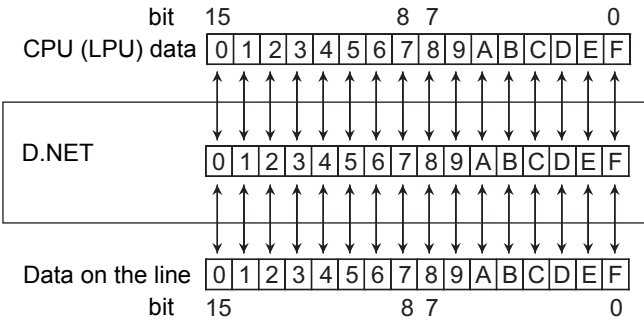 bit 15 8 7 0
CPU (LPU) data 0 1 2 3 4 5 6 7 8 9 A B C D E F
D.NET 0 1 2 3 4 5 6 7 8 9 A B C D E F
Data on the line 0 1 2 3 4 5 6 7 8 9 A B C D E F
bit 15 8 7 0